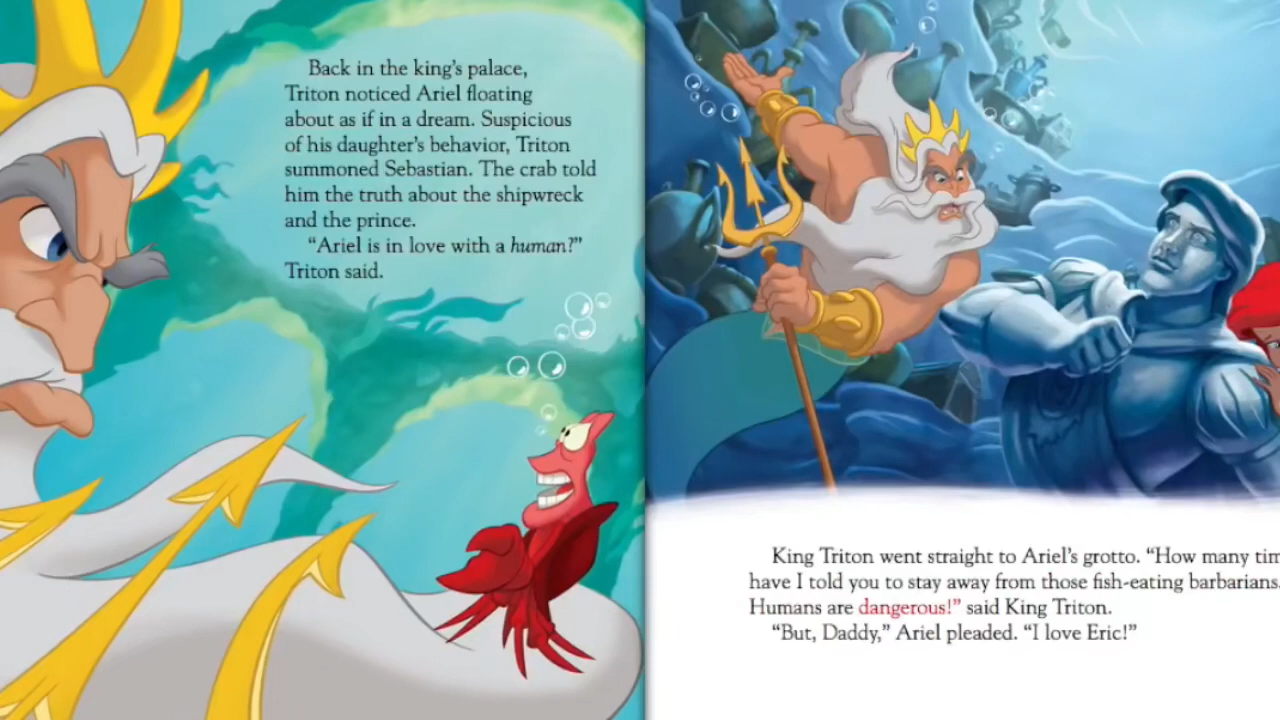 Back in the king's palace,
Triton noticed Ariel floating
about as if in a dream. Suspicious
of his daughter's behavior, Triton
summoned Sebastian. The crab told
him the truth about the shipwreck
and the prince.
“Ariel is in love with a human?”
Triton said.
King Triton went straight to Ariel's grotto. “How many
have I told you to stay away from those fish-eating barbarians.
Humans are dangerous!” said King Triton.
“But, Daddy,” Ariel pleaded. “I love Eric!”